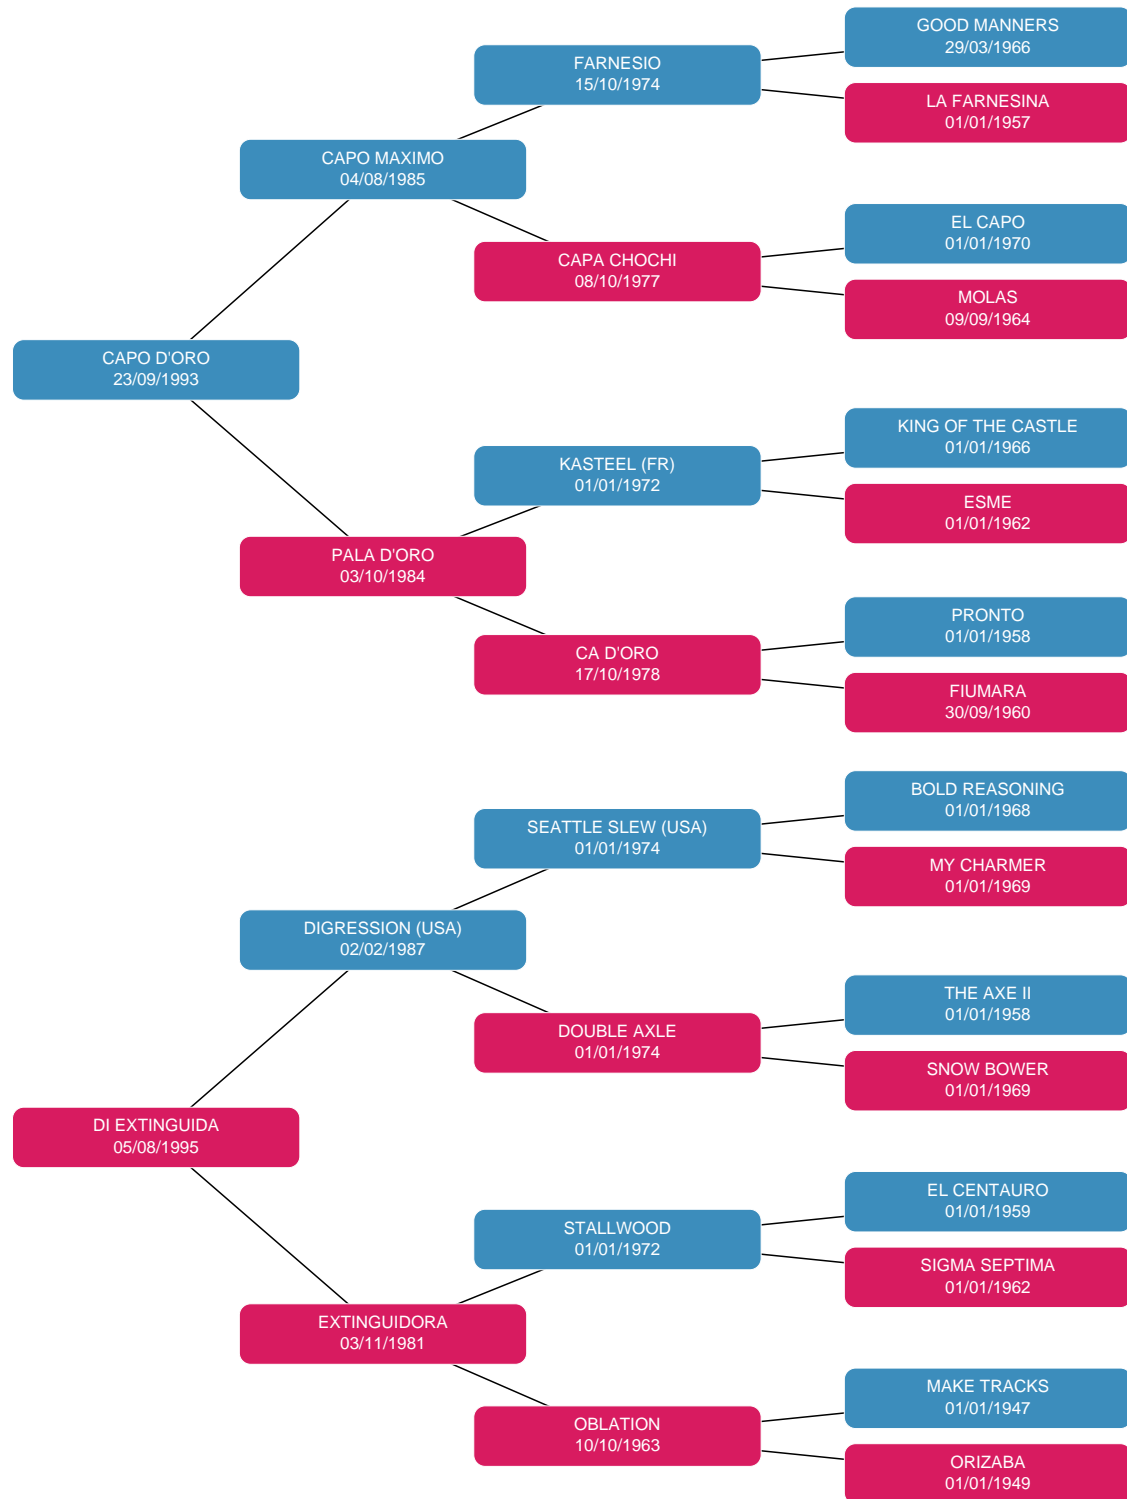 GOOD MANNERS
29/03/1966
FARNESIO
15/10/1974
LA FARNESINA
01/01/1957
CAPO MAXIMO
04/08/1985
EL CAPO
01/01/1970
CAPA CHOCHI
08/10/1977
MOLAS
09/09/1964
CAPO D'ORO
23/09/1993
KING OF THE CASTLE
01/01/1966
KASTEEL (FR)
01/01/1972
ESME
01/01/1962
PALA D'ORO
03/10/1984
PRONTO
01/01/1958
CA D'ORO
17/10/1978
FIUMARA
30/09/1960
BOLD REASONING
01/01/1968
SEATTLE SLEW (USA)
01/01/1974
MY CHARMER
01/01/1969
DIGRESSION (USA)
02/02/1987
THE AXE II
01/01/1958
DOUBLE AXLE
01/01/1974
SNOW BOWER
01/01/1969
DI EXTINGUIDA
05/08/1995
EL CENTAURO
01/01/1959
STALLWOOD
01/01/1972
SIGMA SEPTIMA
01/01/1962
EXTINGUIDORA
03/11/1981
MAKE TRACKS
01/01/1947
OBLATION
10/10/1963
ORIZABA
01/01/1949